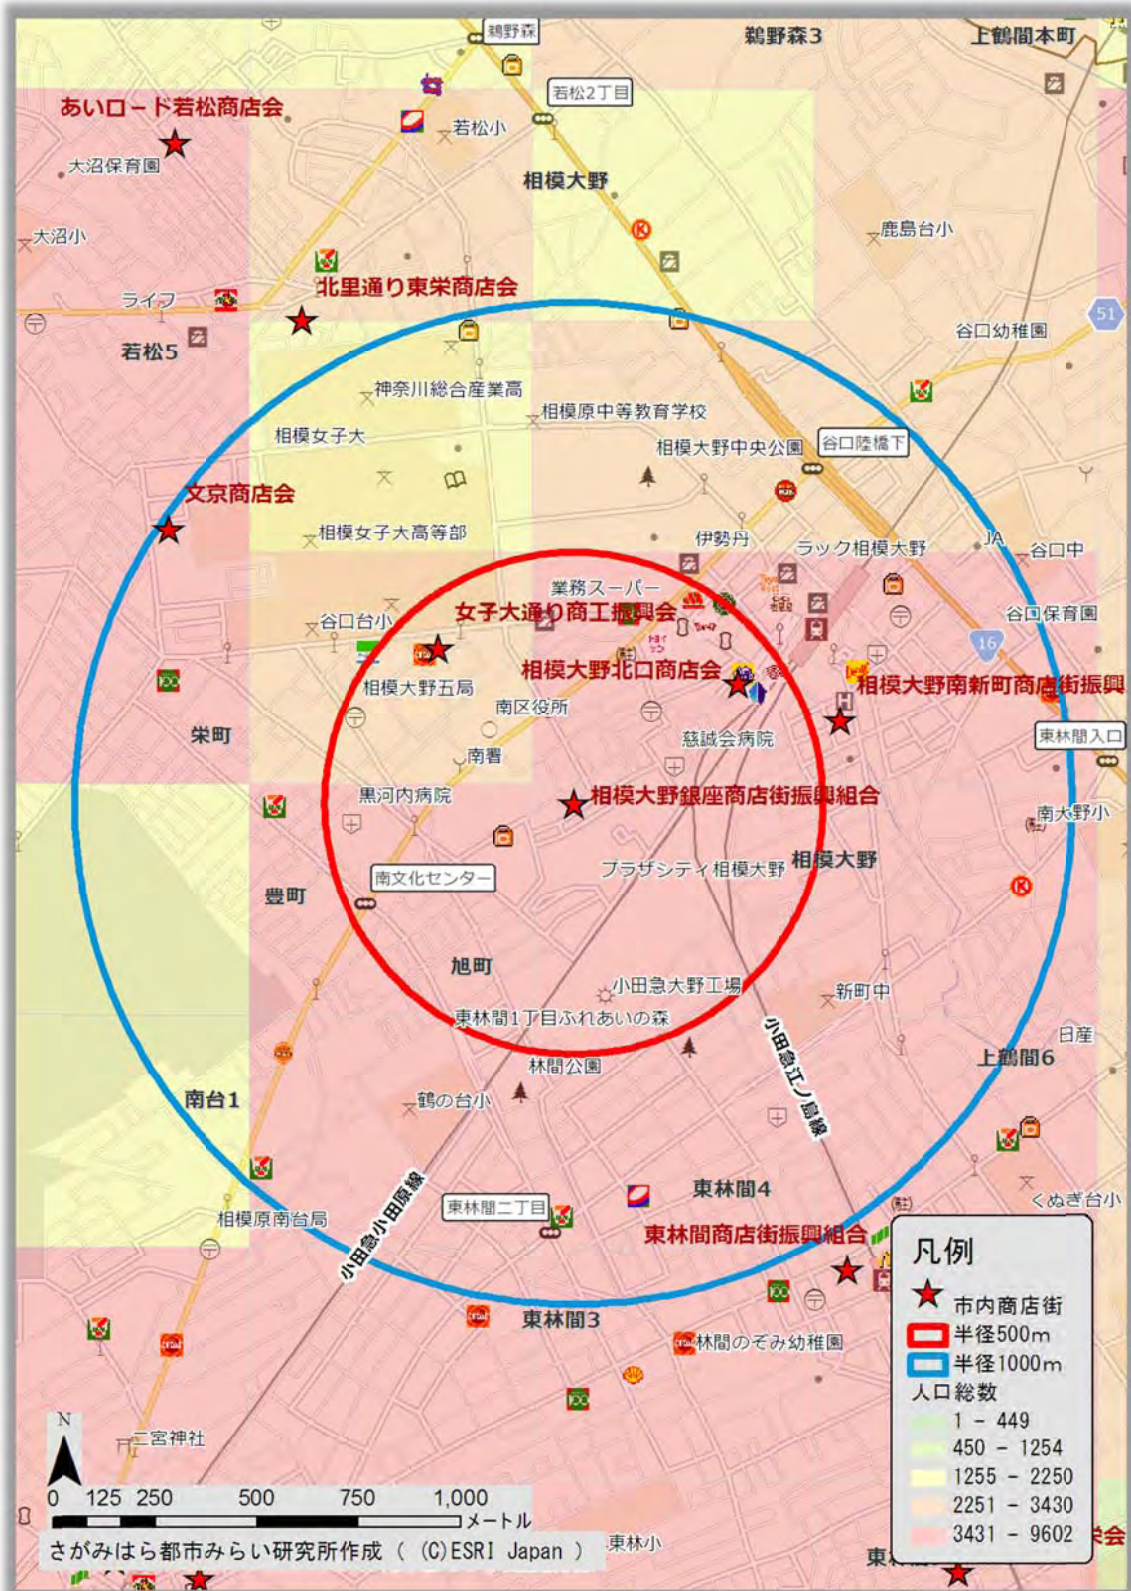 鵜野森
鵜野森3
上鶴間本町
あいロード若松商店会
若松2丁目
若松小
大沼保育園
相模大野
大沼小
鹿島台小
北里通り東栄商店会
ライフ
51
若松5
谷口幼稚園
神奈川総合産業高
相模原中等教育学校
相模女子大
相模大野中央公園
谷口陸橋下
文京商店会
相模女子大高等部
伊勢丹
ラック相模大野
JA
谷口中
業務スーパー
女子大通り商工振興会
谷口保育園
谷口台小
16
相模大野北口商店会
相模大野南新町商店街振興
相模大野五局
南区役所
栄町
慈誠会病院
東林間入口
南署
黒河内病院
相模大野銀座商店街振興組合
南大野小
プラザシティ相模大野
相模大野
南文化センター
豊町
旭町
小田急大野工場
新町中
東林間1丁目ふれあいの森
日産
林間公園
小田急江ノ島線
上鶴間6
南台1
鶴の台小
小田急小田原線
東林間4
くぬぎ台小
東林間二丁目
相模原南台局
東林間商店街振興組合
東林間3
林間のぞみ幼稚園
二宮神社
東林小
凡例
市内商店街
半径500m
半径1000m
人口総数
1 - 449
450 - 1254
1255 - 2250
2251 - 3430
3431 - 9602
栄会
N
0 125 250 500 750 1,000
メートル
さがみはら都市みらい研究所作成 ( (C)ESRI Japan )